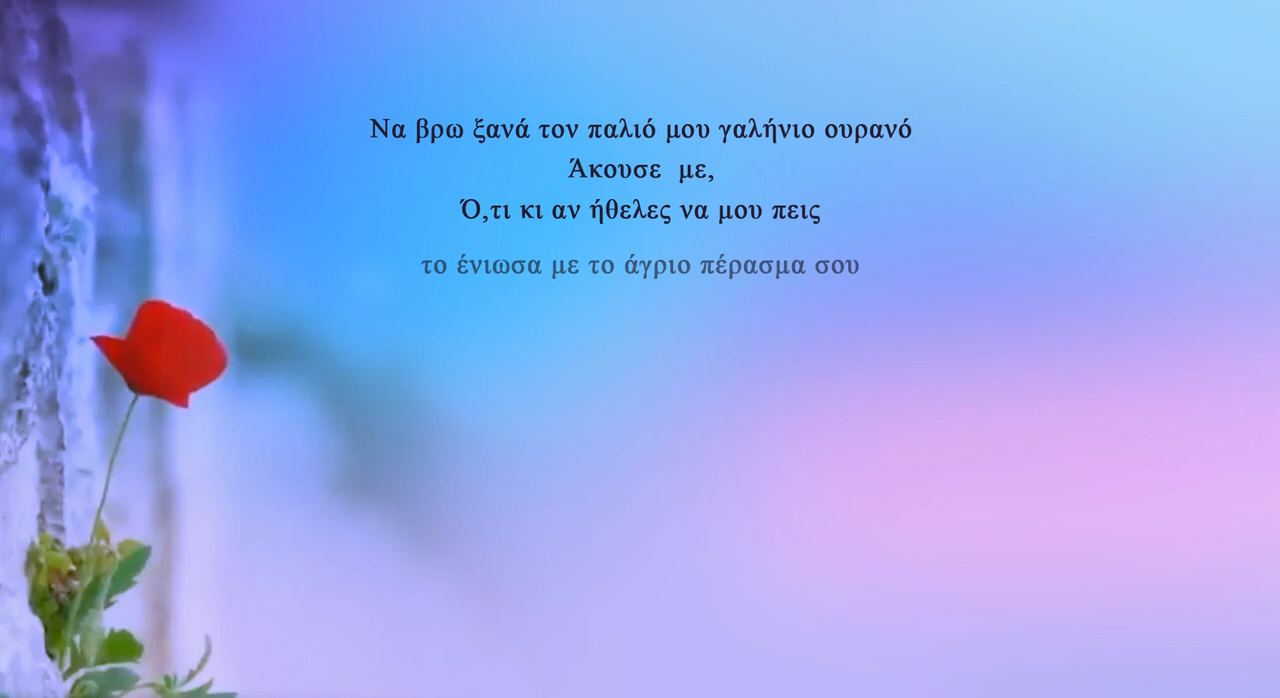 Να βρω ξανά τον παλιό μου γαλήνιο ουρανό
Άκουσε με,
Ό,τι κι αν ήθελες να μου πεις
το ένιωσα με το άγριο πέρασμα σου